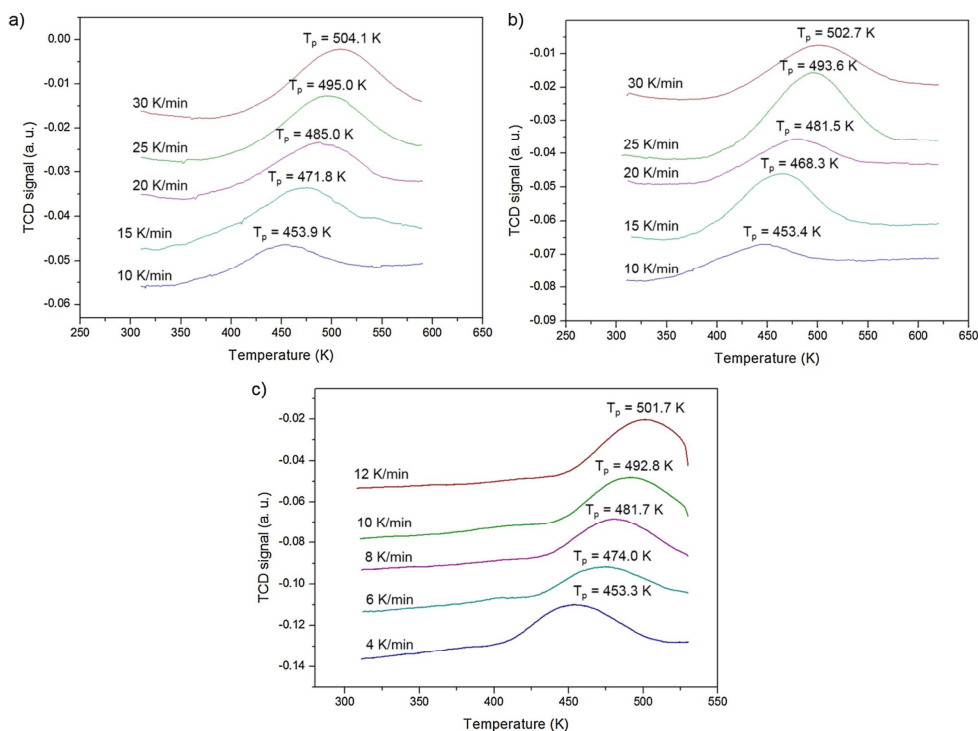 a)
0.00
-0.01
-0.02
-0.03
-0.04
-0.05
-0.06
TCD signal (a. u.)
Tp = 504.1 K
30 K/min
Tp = 495.0 K
25 K/min
Tp = 485.0 K
20 K/min
Tp = 471.8 K
15 K/min
Tp = 453.9 K
10 K/min
250 300 350 400 450 500 550 600 650
Temperature (K)
b)
-0.01
-0.02
-0.03
-0.04
-0.05
-0.06
-0.07
-0.08
-0.09
TCD signal (a. u.)
Tp = 502.7 K
30 K/min
Tp = 493.6 K
25 K/min
Tp = 481.5 K
20 K/min
Tp = 468.3 K
15 K/min
Tp = 453.4 K
10 K/min
250 300 350 400 450 500 550 600 650
Temperature (K)
c)
-0.02
-0.04
-0.06
-0.08
-0.10
-0.12
-0.14
TCD signal (a. u.)
Tp = 501.7 K
12 K/min
Tp = 492.8 K
10 K/min
Tp = 481.7 K
8 K/min
Tp = 474.0 K
6 K/min
Tp = 453.3 K
4 K/min
300 350 400 450 500 550
Temperature (K)